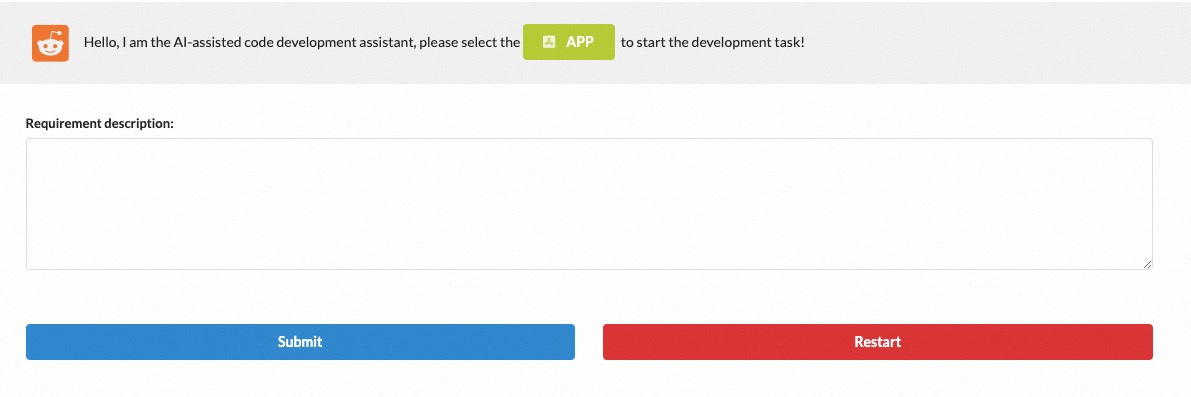 Hello, I am the AI-assisted code development assistant, please select the APP to start the development task!
Requirement description:
Submit
Restart